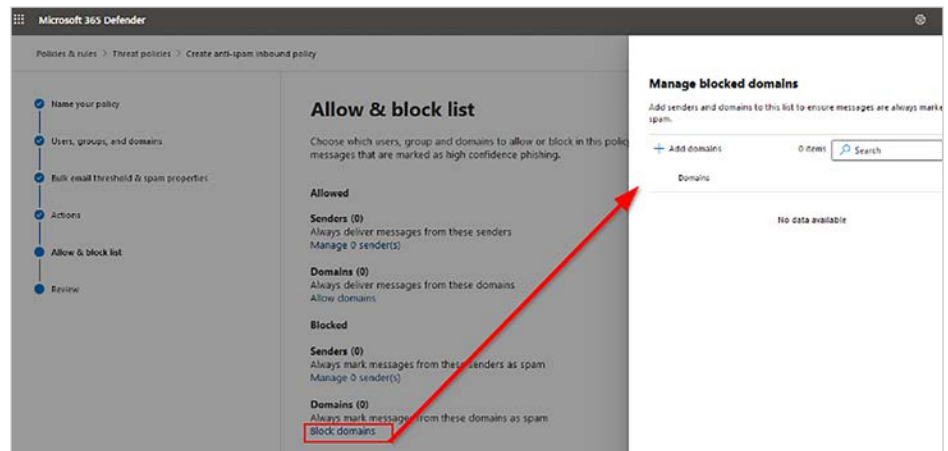 Microsoft 365 Defender
Policies & rules > Threat policies > Create anti-spam inbound policy
Name your policy
Users, groups, and domains
Bulk email threshold & spam properties
Actions
Allow & block list
Review
Allow & block list
Choose which users, group and domains to allow or block in this policy
messages that are marked as high confidence phishing.
Allowed
Senders (0)
Always deliver messages from these senders
Manage 0 sender(s)
Domains (0)
Always deliver messages from these domains
Allow domains
Blocked
Senders (0)
Always mark messages from these senders as spam
Manage 0 sender(s)
Domains (0)
Always mark messages from these domains as spam
Block domains
Manage blocked domains
Add senders and domains to this list to ensure messages are always marke
spam.
+ Add domains 0 items Search
Domains
No data available